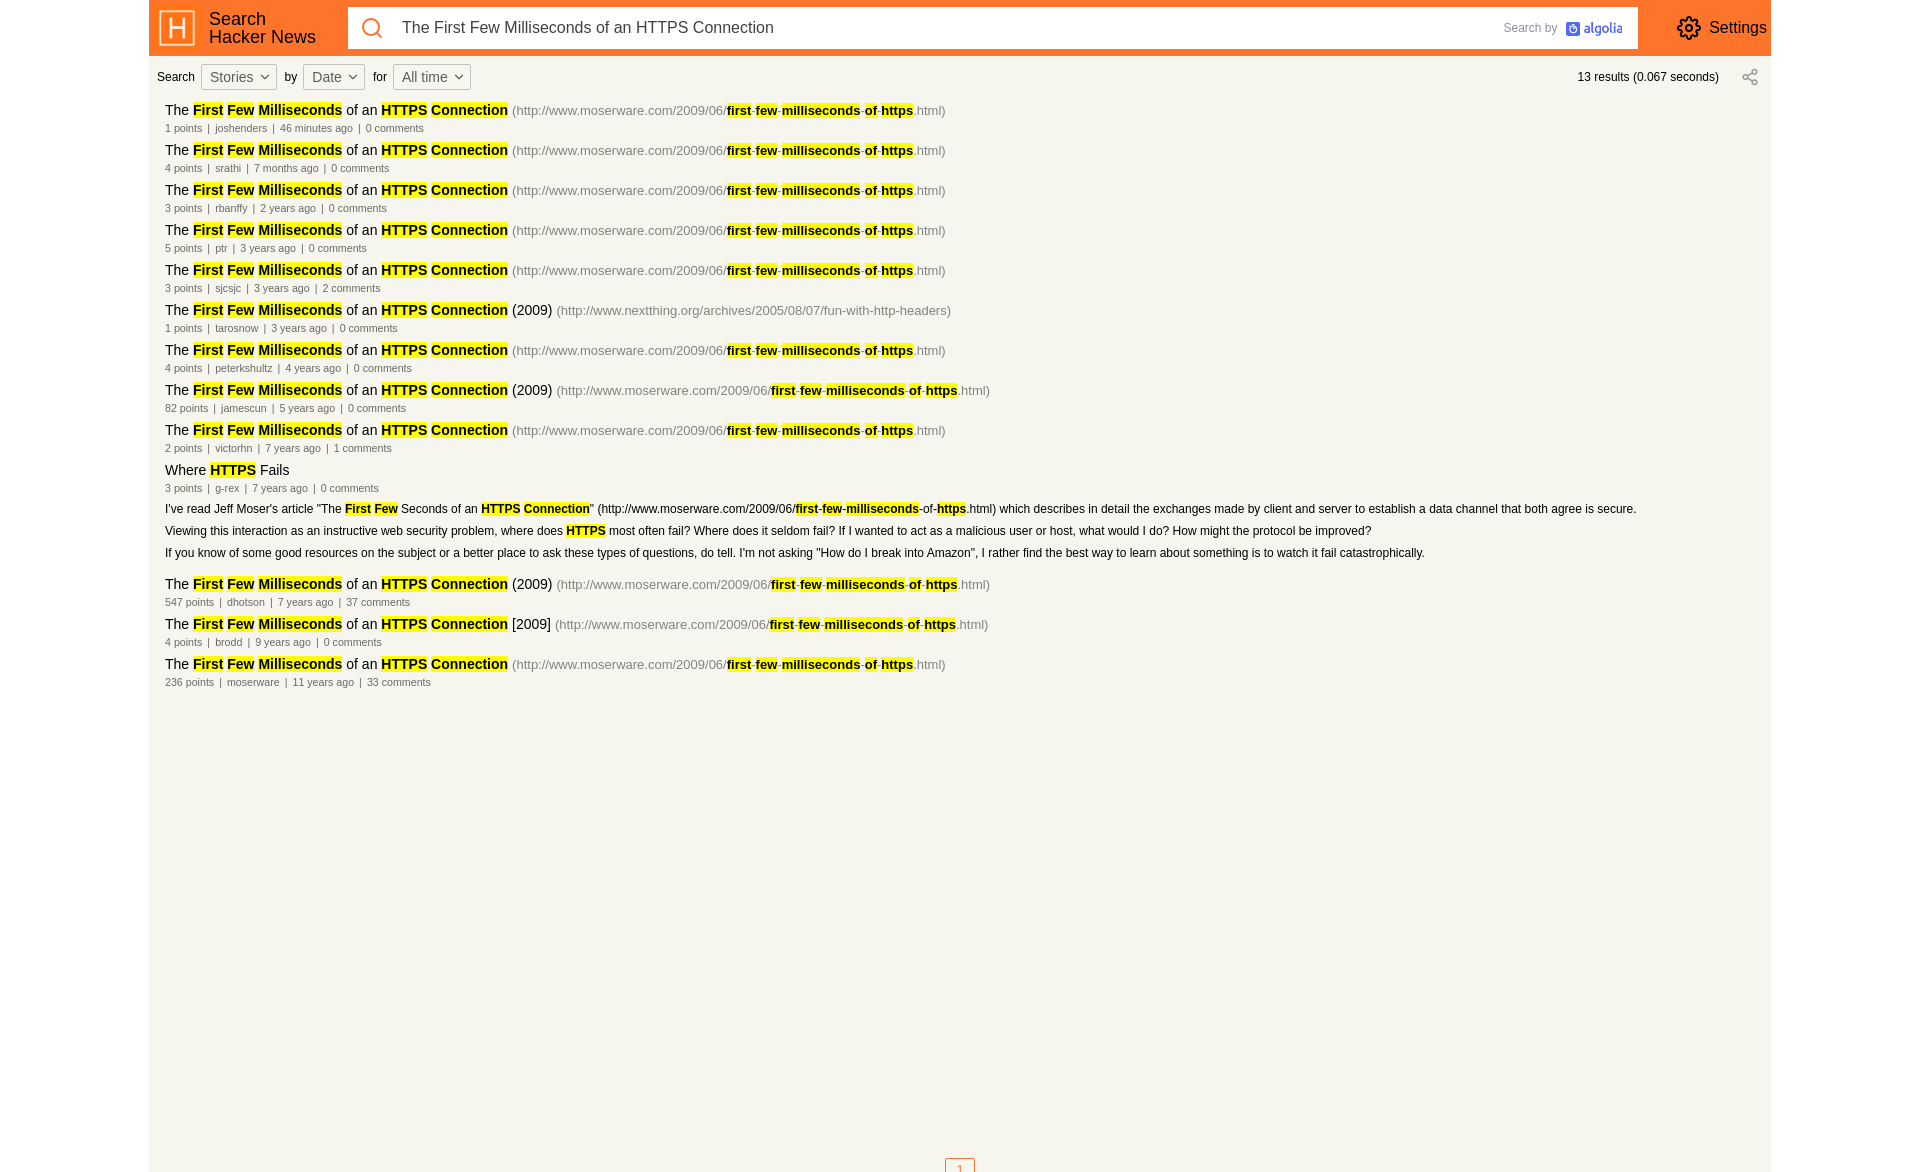 Search
Hacker News
The First Few Milliseconds of an HTTPS Connection
Search by algolia
Settings
Search Stories by Date for All time
13 results (0.067 seconds)
The First Few Milliseconds of an HTTPS Connection (http://www.moserware.com/2009/06/first-few-milliseconds-of-https.html)
1 points | joshenders | 46 minutes ago | 0 comments
The First Few Milliseconds of an HTTPS Connection (http://www.moserware.com/2009/06/first-few-milliseconds-of-https.html)
4 points | srathi | 7 months ago | 0 comments
The First Few Milliseconds of an HTTPS Connection (http://www.moserware.com/2009/06/first-few-milliseconds-of-https.html)
3 points | rbanffy | 2 years ago | 0 comments
The First Few Milliseconds of an HTTPS Connection (http://www.moserware.com/2009/06/first-few-milliseconds-of-https.html)
5 points | ptr | 3 years ago | 0 comments
The First Few Milliseconds of an HTTPS Connection (http://www.moserware.com/2009/06/first-few-milliseconds-of-https.html)
3 points | sjcsjc | 3 years ago | 2 comments
The First Few Milliseconds of an HTTPS Connection (2009) (http://www.nextthing.org/archives/2005/08/07/fun-with-http-headers)
1 points | tarosnow | 3 years ago | 0 comments
The First Few Milliseconds of an HTTPS Connection (http://www.moserware.com/2009/06/first-few-milliseconds-of-https.html)
4 points | peterkshultz | 4 years ago | 0 comments
The First Few Milliseconds of an HTTPS Connection (2009) (http://www.moserware.com/2009/06/first-few-milliseconds-of-https.html)
82 points | jamescun | 5 years ago | 0 comments
The First Few Milliseconds of an HTTPS Connection (http://www.moserware.com/2009/06/first-few-milliseconds-of-https.html)
2 points | victorhn | 7 years ago | 1 comments
Where HTTPS Fails
3 points | g-rex | 7 years ago | 0 comments
I've read Jeff Moser's article "The First Few Seconds of an HTTPS Connection" (http://www.moserware.com/2009/06/first-few-milliseconds-of-https.html) which describes in detail the exchanges made by client and server to establish a data channel that both agree is secure.
Viewing this interaction as an instructive web security problem, where does HTTPS most often fail? Where does it seldom fail? If I wanted to act as a malicious user or host, what would I do? How might the protocol be improved?
If you know of some good resources on the subject or a better place to ask these types of questions, do tell. I'm not asking "How do I break into Amazon", I rather find the best way to learn about something is to watch it fail catastrophically.
The First Few Milliseconds of an HTTPS Connection (2009) (http://www.moserware.com/2009/06/first-few-milliseconds-of-https.html)
547 points | dhotson | 7 years ago | 37 comments
The First Few Milliseconds of an HTTPS Connection [2009] (http://www.moserware.com/2009/06/first-few-milliseconds-of-https.html)
4 points | brodd | 9 years ago | 0 comments
The First Few Milliseconds of an HTTPS Connection (http://www.moserware.com/2009/06/first-few-milliseconds-of-https.html)
236 points | moserware | 11 years ago | 33 comments
1